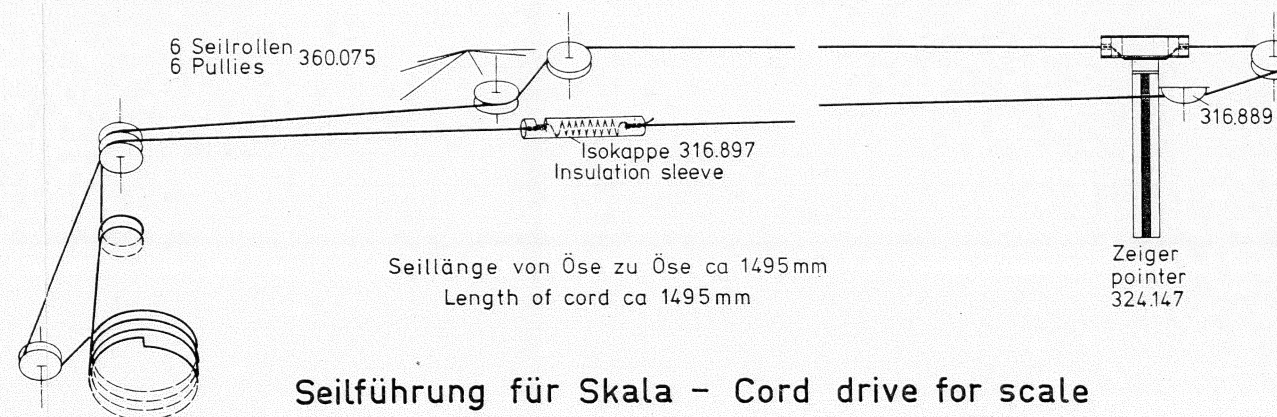 6 Seilrollen 360.075
6 Pullies
316.889
Isokappe 316.897
Insulation sleeve
Zeiger
pointer
324.147
Seillänge von Öse zu Öse ca 1495mm
Length of cord ca 1495mm
Seilführung für Skala – Cord drive for scale